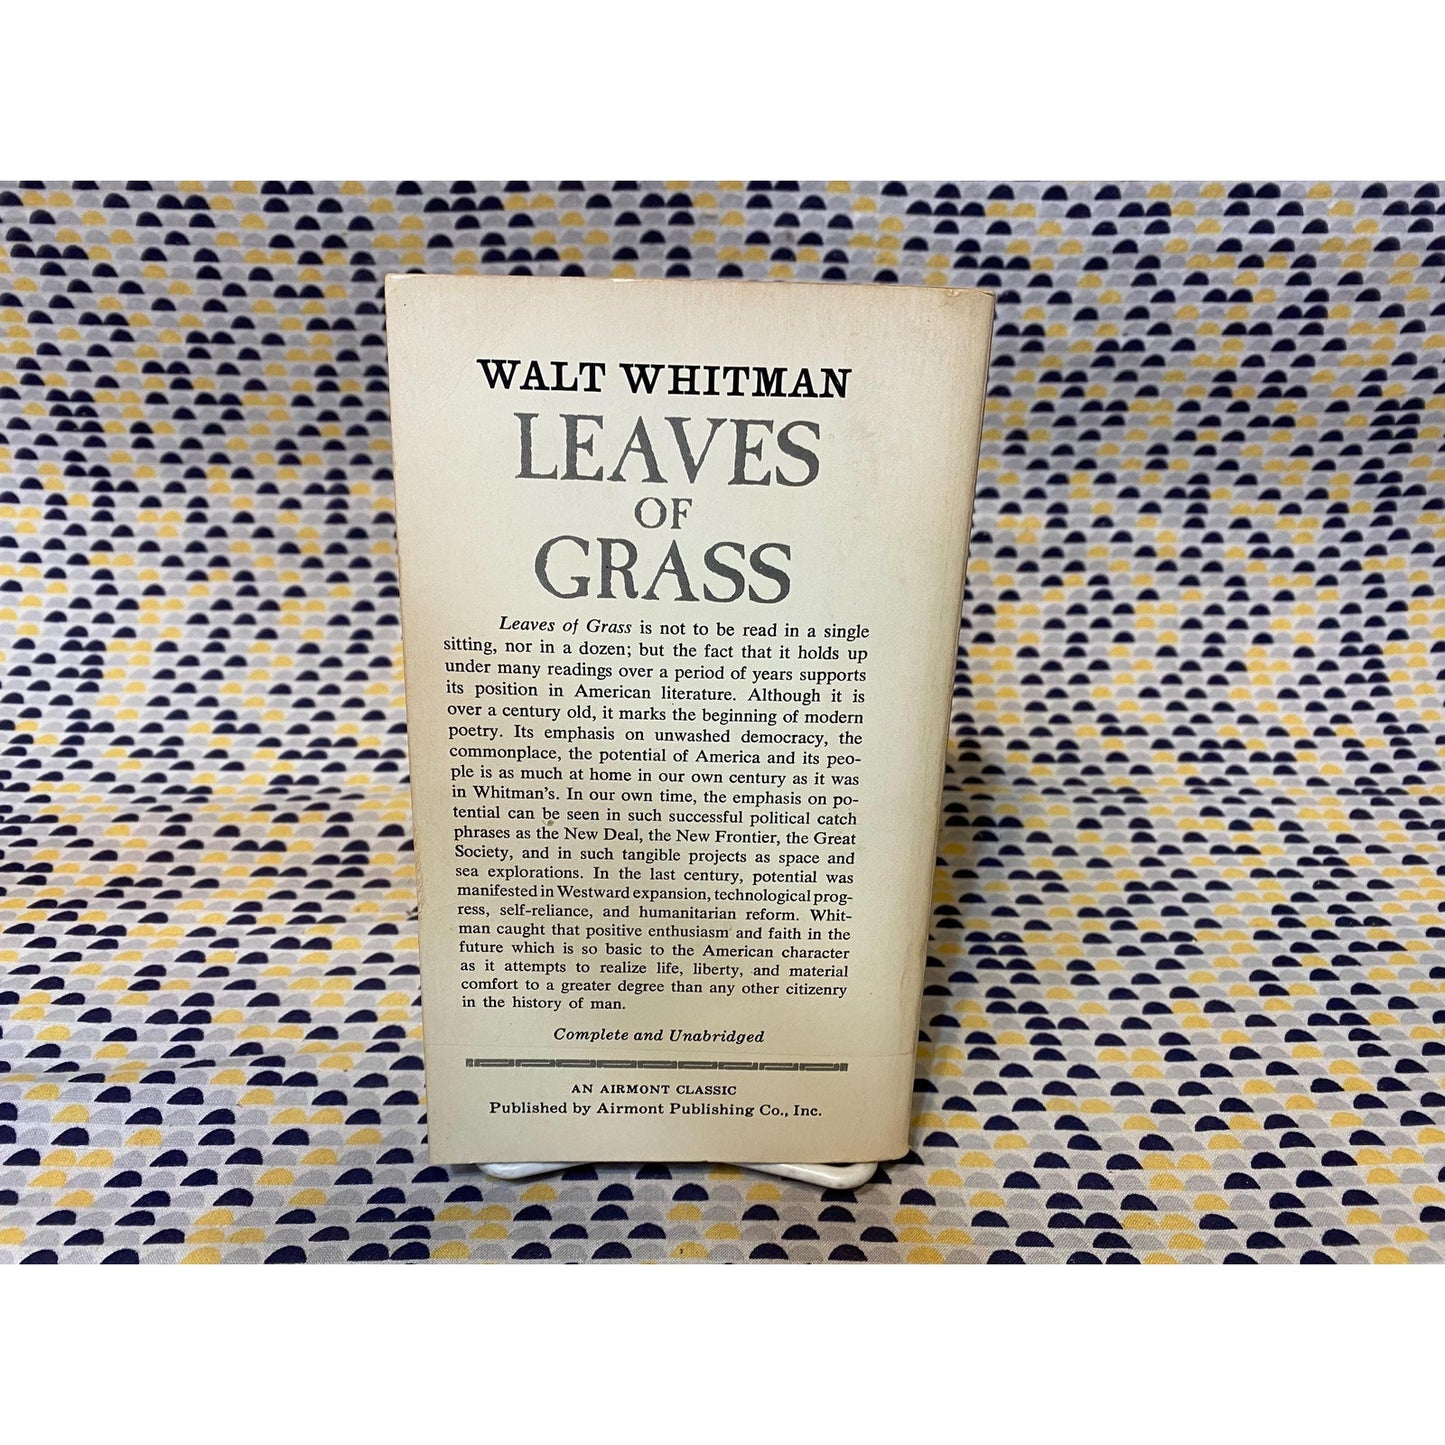 WALT WHITMAN
LEAVES
OF
GRASS
Leaves of Grass is not to be read in a single
sitting, nor in a dozen; but the fact that it holds up
under many readings over a period of years supports
its position in American literature. Although it is
over a century old, it marks the beginning of modern
poetry. Its emphasis on unwashed democracy, the
commonplace, the potential of America and its peo-
ple is as much at home in our own century as it was
in Whitman's. In our own time, the emphasis on po-
tential can be seen in such successful political catch
phrases as the New Deal, the New Frontier, the Great
Society, and in such tangible projects as space and
sea explorations. In the last century, potential was
manifested in Westward expansion, technological prog-
ress, self-reliance, and humanitarian reform. Whit-
man caught that positive enthusiasm and faith in the
future which is so basic to the American character
as it attempts to realize life, liberty, and material
comfort to a greater degree than any other citizenry
in the history of man.
Complete and Unabridged
AN AIRMONT CLASSIC
Published by Airmont Publishing Co., Inc.